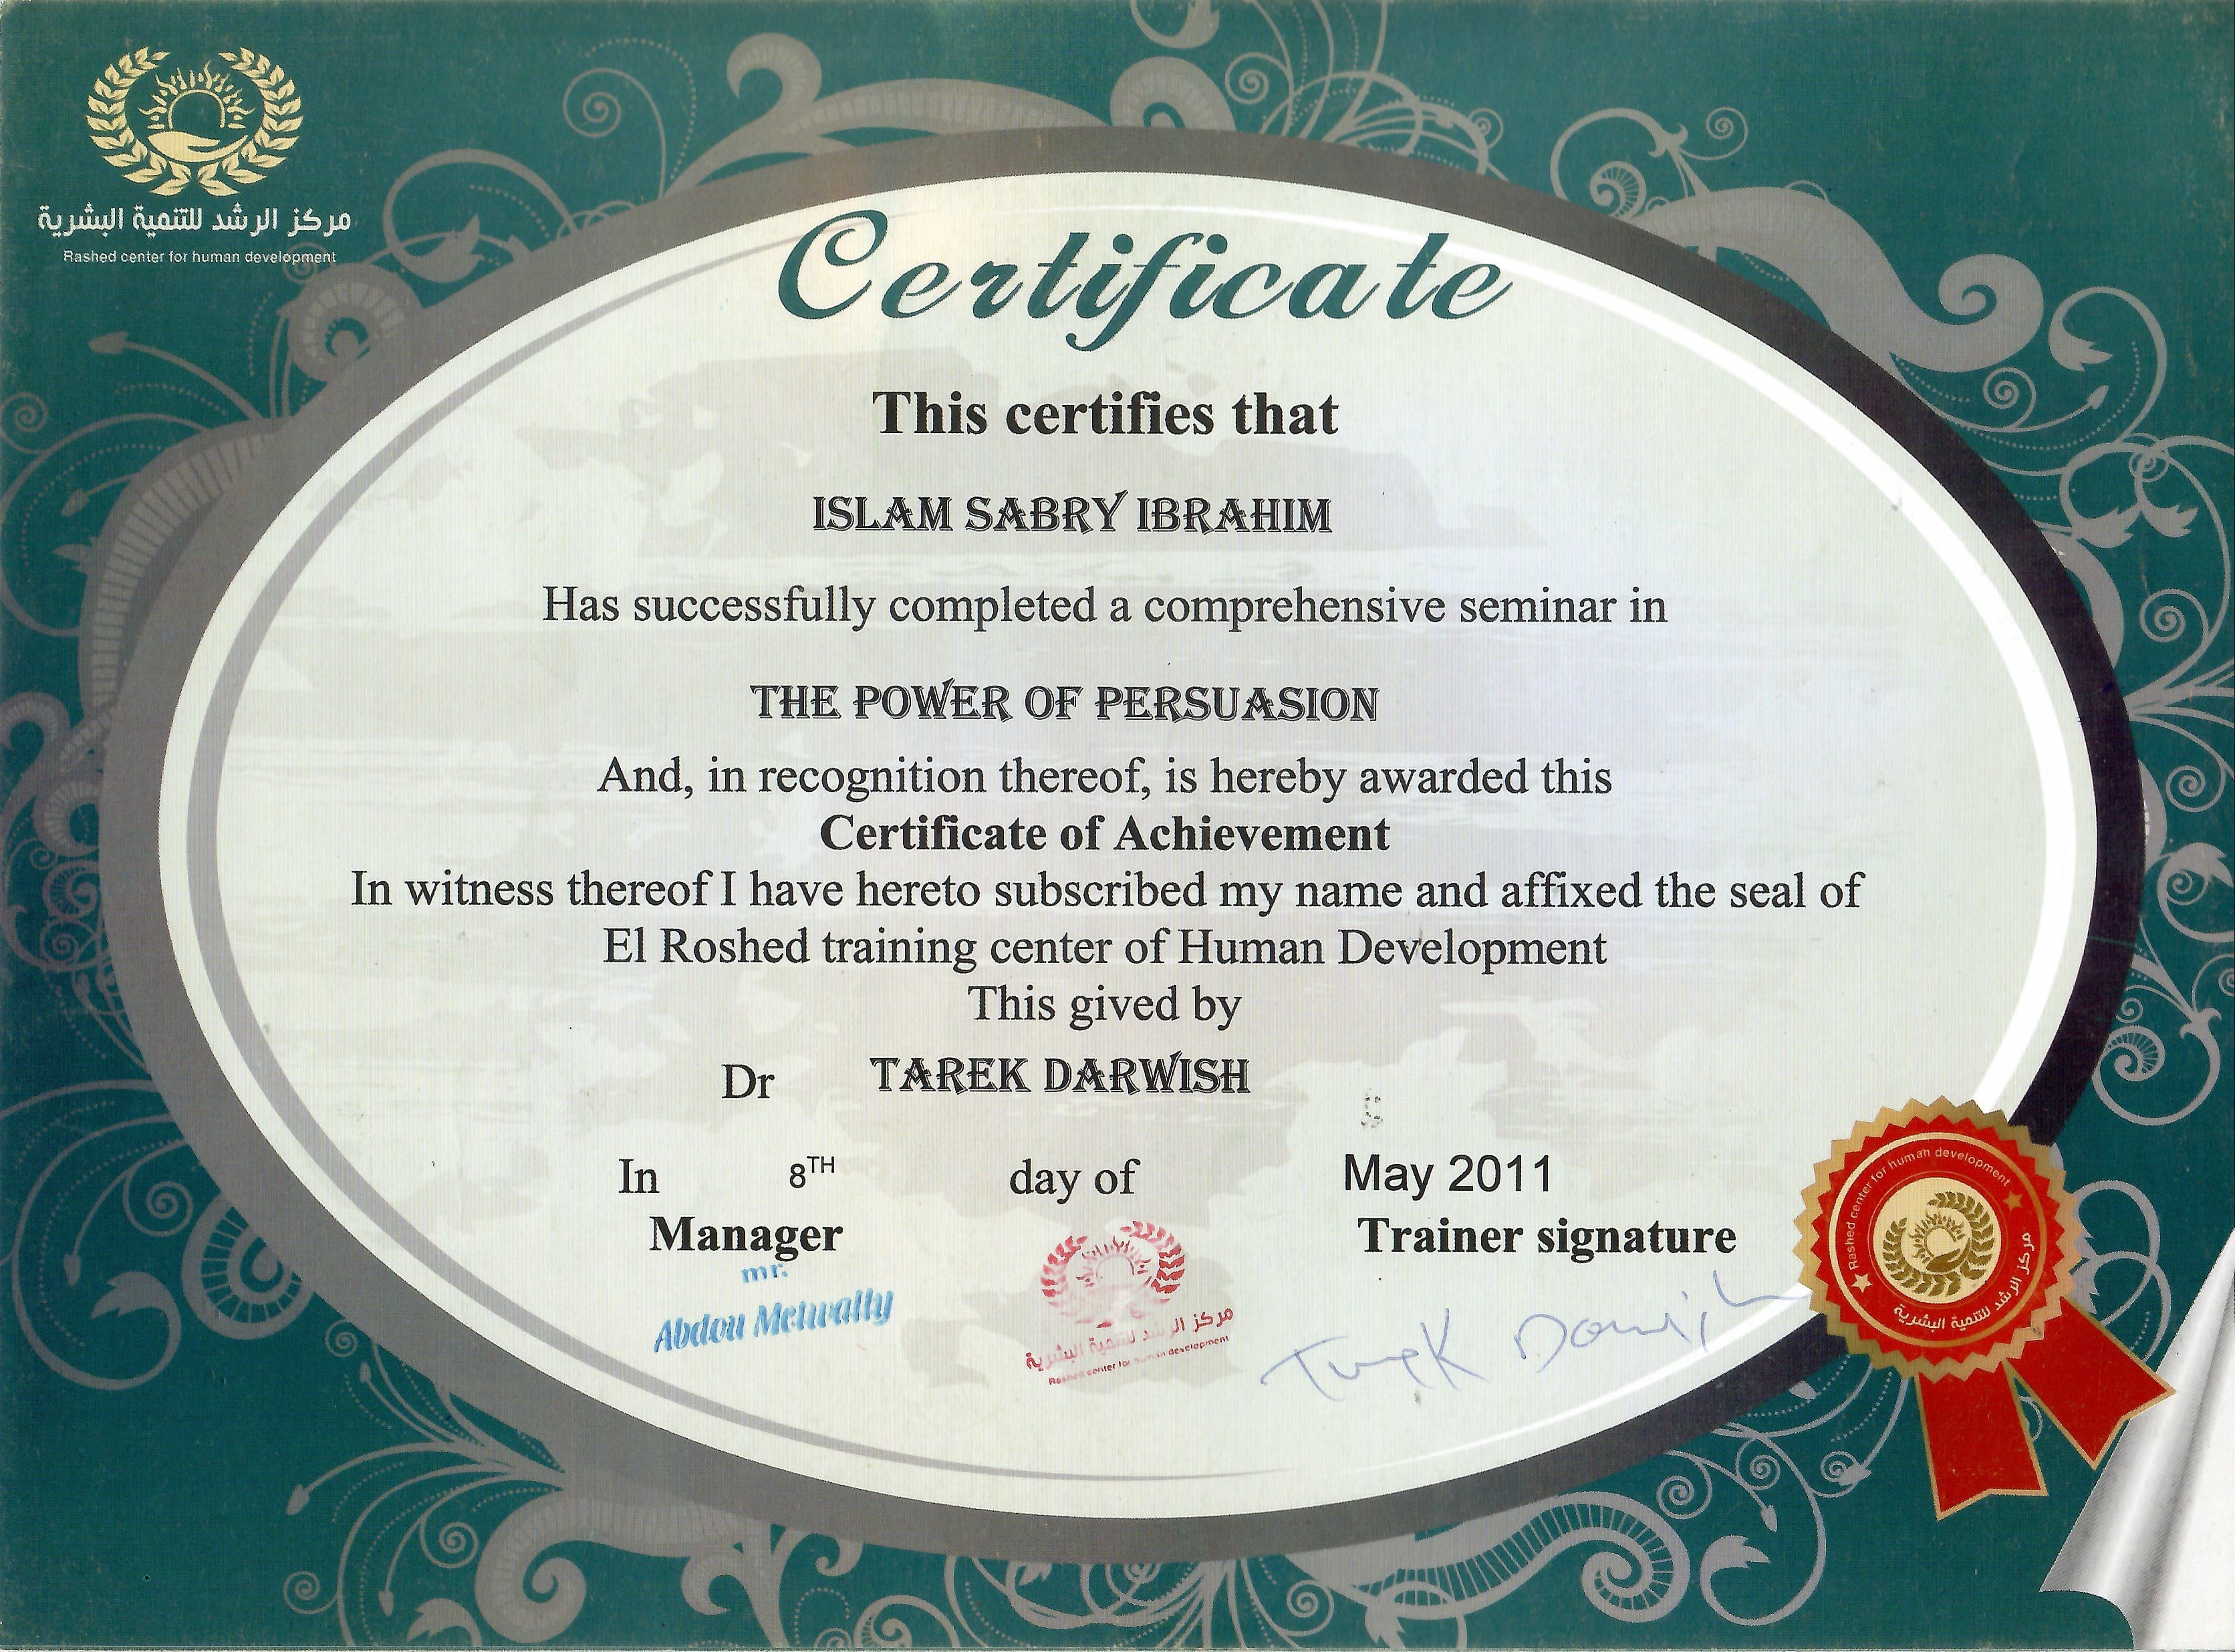 مركز الرشد للتنمية البشرية
Rashed center for human development
Certificate
This certifies that
ISLAM SABRY IBRAHIM
Has successfully completed a comprehensive seminar in
THE POWER OF PERSUASION
And, in recognition thereof, is hereby awarded this
Certificate of Achievement
In witness thereof I have hereto subscribed my name and affixed the seal of
El Roshed training center of Human Development
This gived by
Dr TAREK DARWISH
In 8TH day of May 2011
Manager
Trainer signature
mr.
Abdou Metwally
مركز الرشد للتنمية البشرية
Rashed center for human development
Tarek Darwish
Rashed center for human development
مركز الرشد للتنمية البشرية